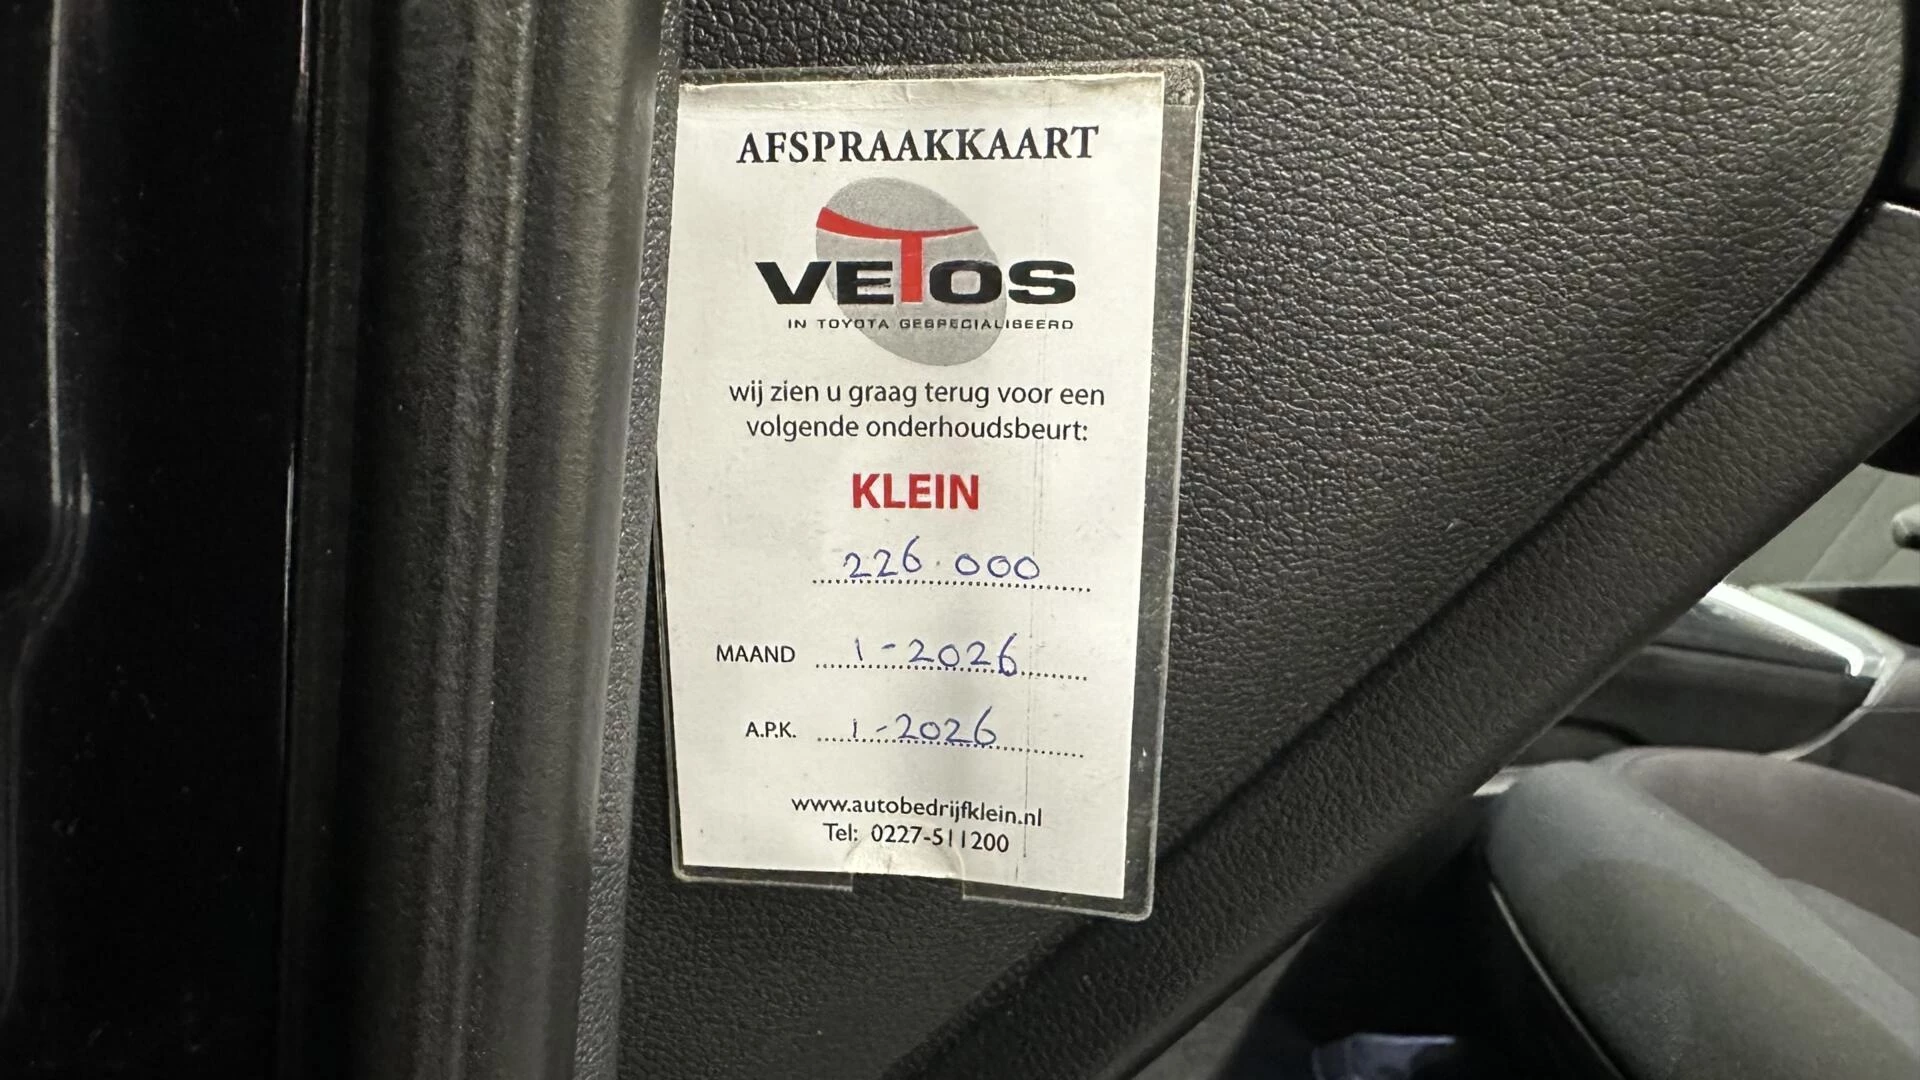 AFSPRAAKKAART
VETOS
IN TOYOTA GESPECIALISEERD
wij zien u graag terug voor een
volgende onderhoudsbeurt:
KLEIN
226.000
MAAND 1-2026
A.P.K. 1-2026
www.autobedrijfklein.nl
Tel: 0227-511200